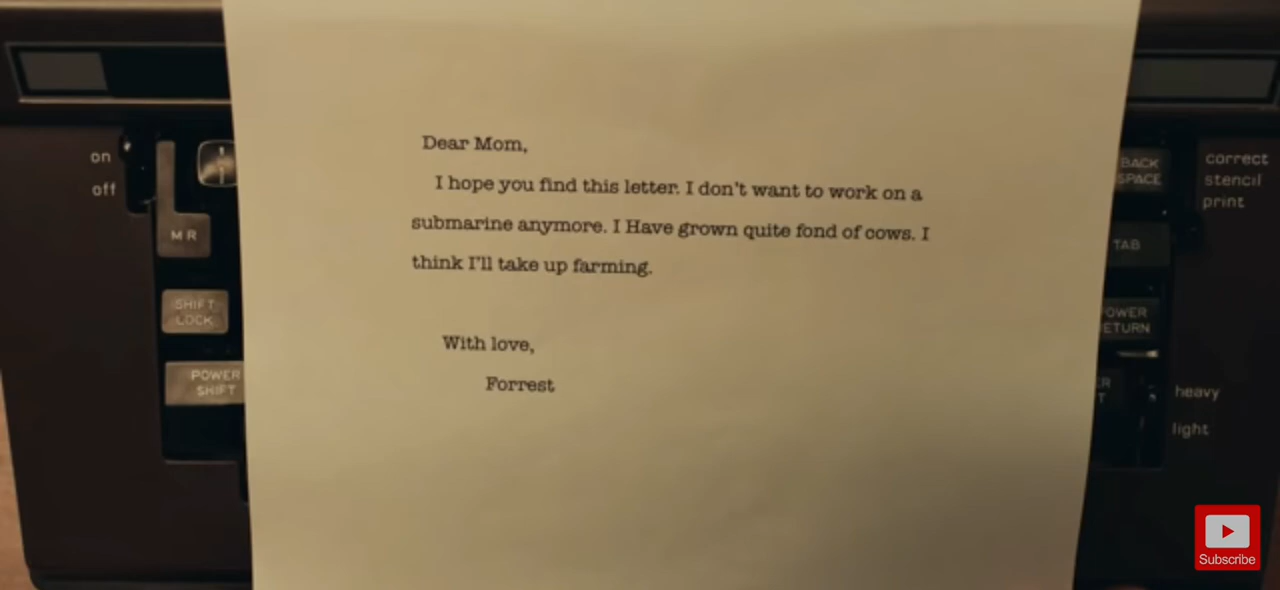 on
off
M R
SHIFT
LOCK
POWER
SHIFT
Dear Mom,
I hope you find this letter. I don't want to work on a
submarine anymore. I Have grown quite fond of cows. I
think I'll take up farming.
With love,
Forrest
BACK
SPACE
TAB
POWER
RETURN
correct
stencil
print
heavy
light
Subscribe